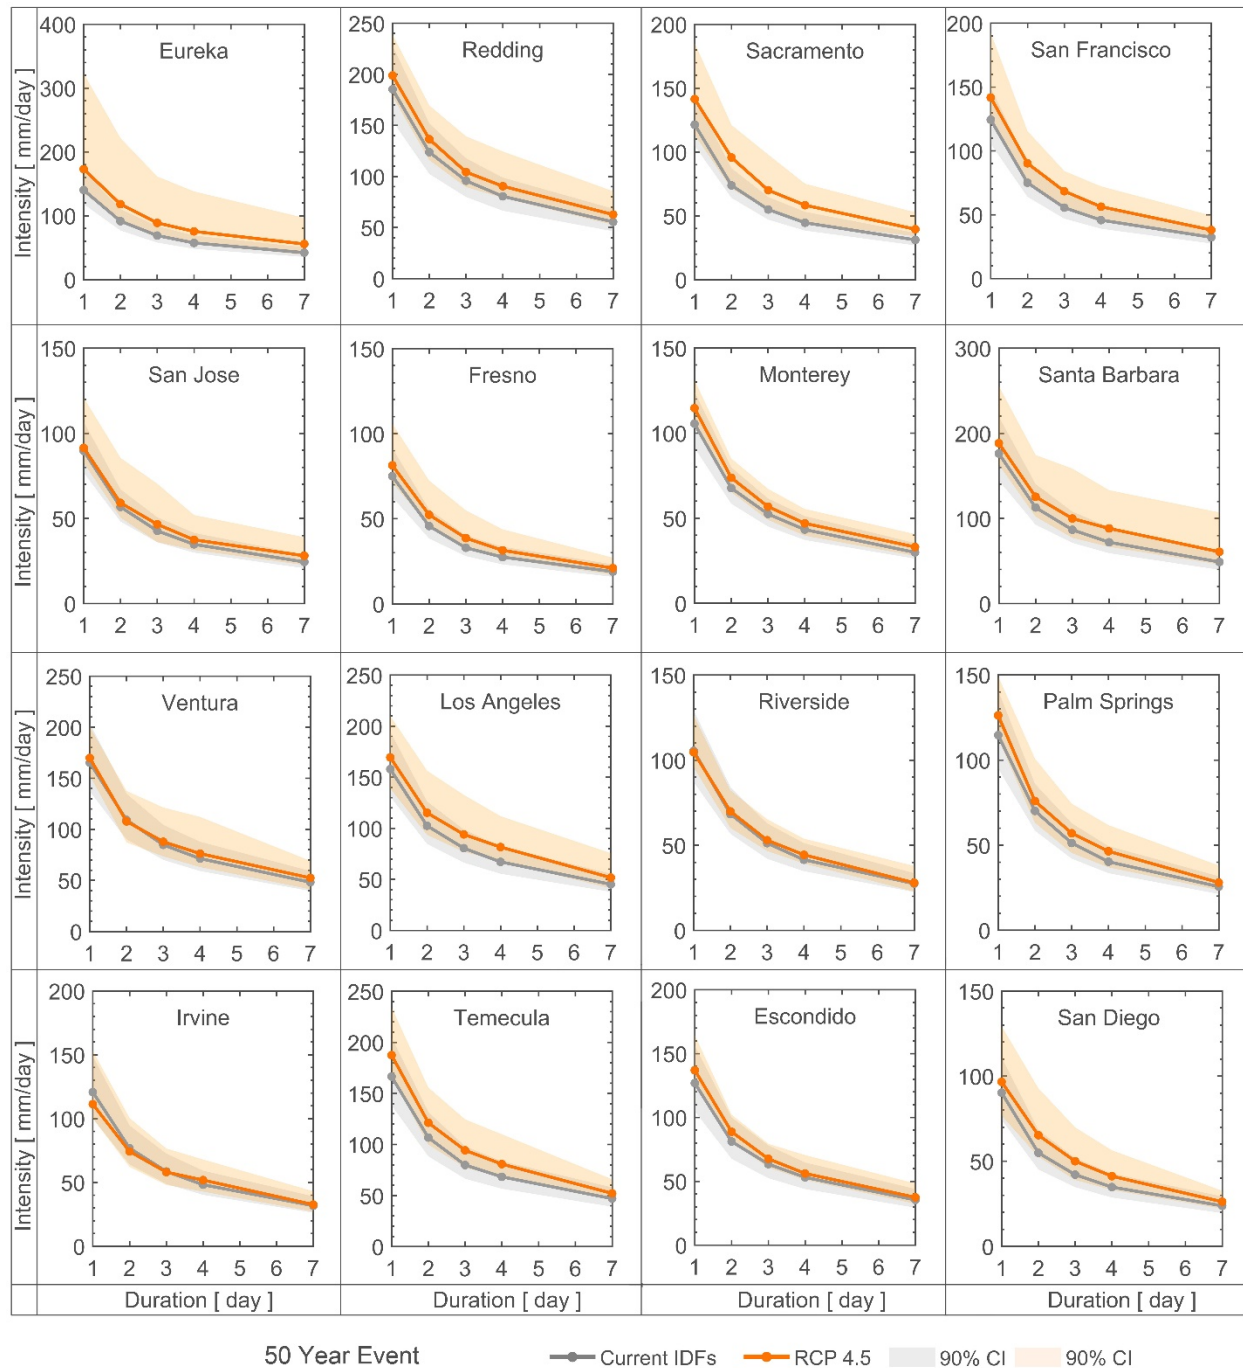 Eureka
Intensity [ mm/day ]
400
300
200
100
0
1 2 3 4 5 6 7
Redding
250
200
150
100
50
0
1 2 3 4 5 6 7
Sacramento
200
150
100
50
0
1 2 3 4 5 6 7
San Francisco
200
150
100
50
0
1 2 3 4 5 6 7
San Jose
Intensity [ mm/day ]
150
100
50
0
1 2 3 4 5 6 7
Fresno
150
100
50
0
1 2 3 4 5 6 7
Monterey
150
100
50
0
1 2 3 4 5 6 7
Santa Barbara
300
200
100
0
1 2 3 4 5 6 7
Ventura
Intensity [ mm/day ]
250
200
150
100
50
0
1 2 3 4 5 6 7
Los Angeles
250
200
150
100
50
0
1 2 3 4 5 6 7
Riverside
150
100
50
0
1 2 3 4 5 6 7
Palm Springs
150
100
50
0
1 2 3 4 5 6 7
Irvine
Intensity [ mm/day ]
200
150
100
50
0
1 2 3 4 5 6 7
Temecula
250
200
150
100
50
0
1 2 3 4 5 6 7
Escondido
200
150
100
50
0
1 2 3 4 5 6 7
San Diego
150
100
50
0
1 2 3 4 5 6 7
Duration [ day ] Duration [ day ] Duration [ day ] Duration [ day ]
50 Year Event Current IDFs RCP 4.5 90% CI 90% CI